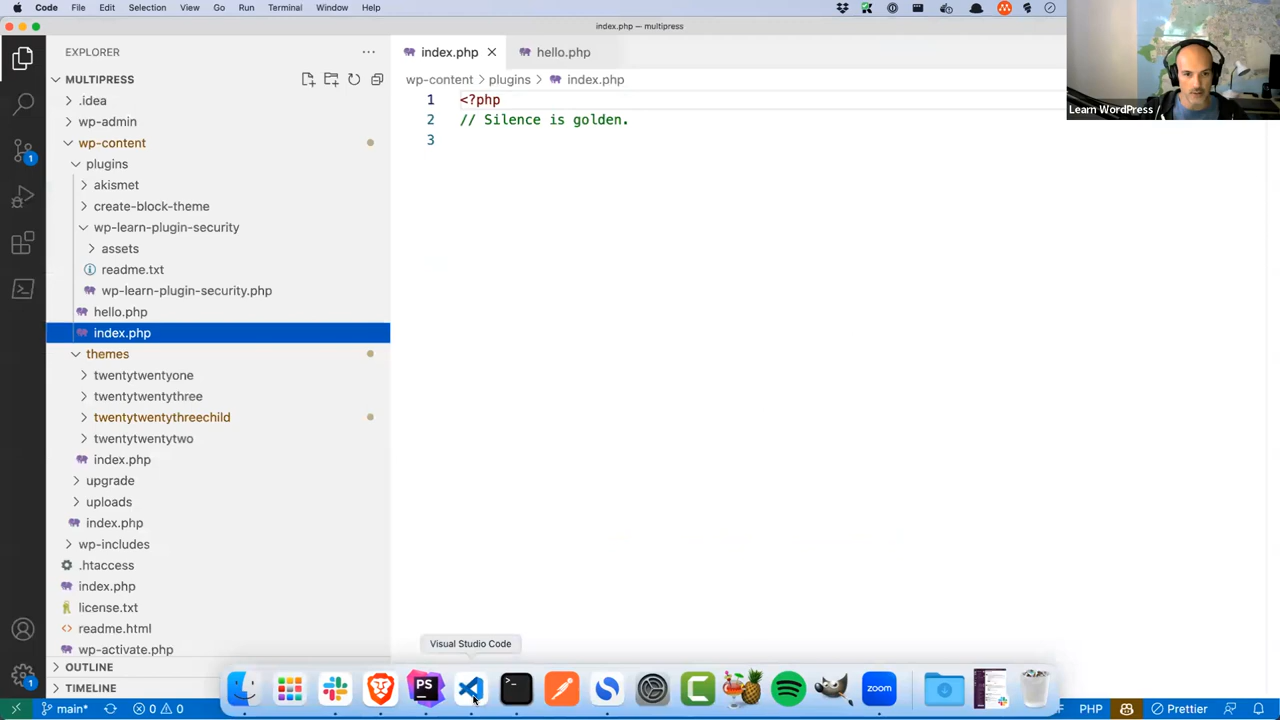 Code File Edit Selection View Go Run Terminal Window Help
index.php — multipress
EXPLORER
MULTIPRESS
.idea
wp-admin
wp-content
plugins
akismet
create-block-theme
wp-learn-plugin-security
assets
readme.txt
wp-learn-plugin-security.php
hello.php
index.php
themes
twentytwentyone
twentytwentythree
twentytwentythreechild
twentytwentytwo
index.php
upgrade
uploads
index.php
wp-includes
.htaccess
index.php
license.txt
readme.html
wp-activate.php
OUTLINE
TIMELINE
index.php hello.php
wp-content plugins index.php
1 <?php
2 // Silence is golden.
3
Learn WordPress /
Visual Studio Code
1
1
PS
zoom
main* 0 0 PHP Prettier